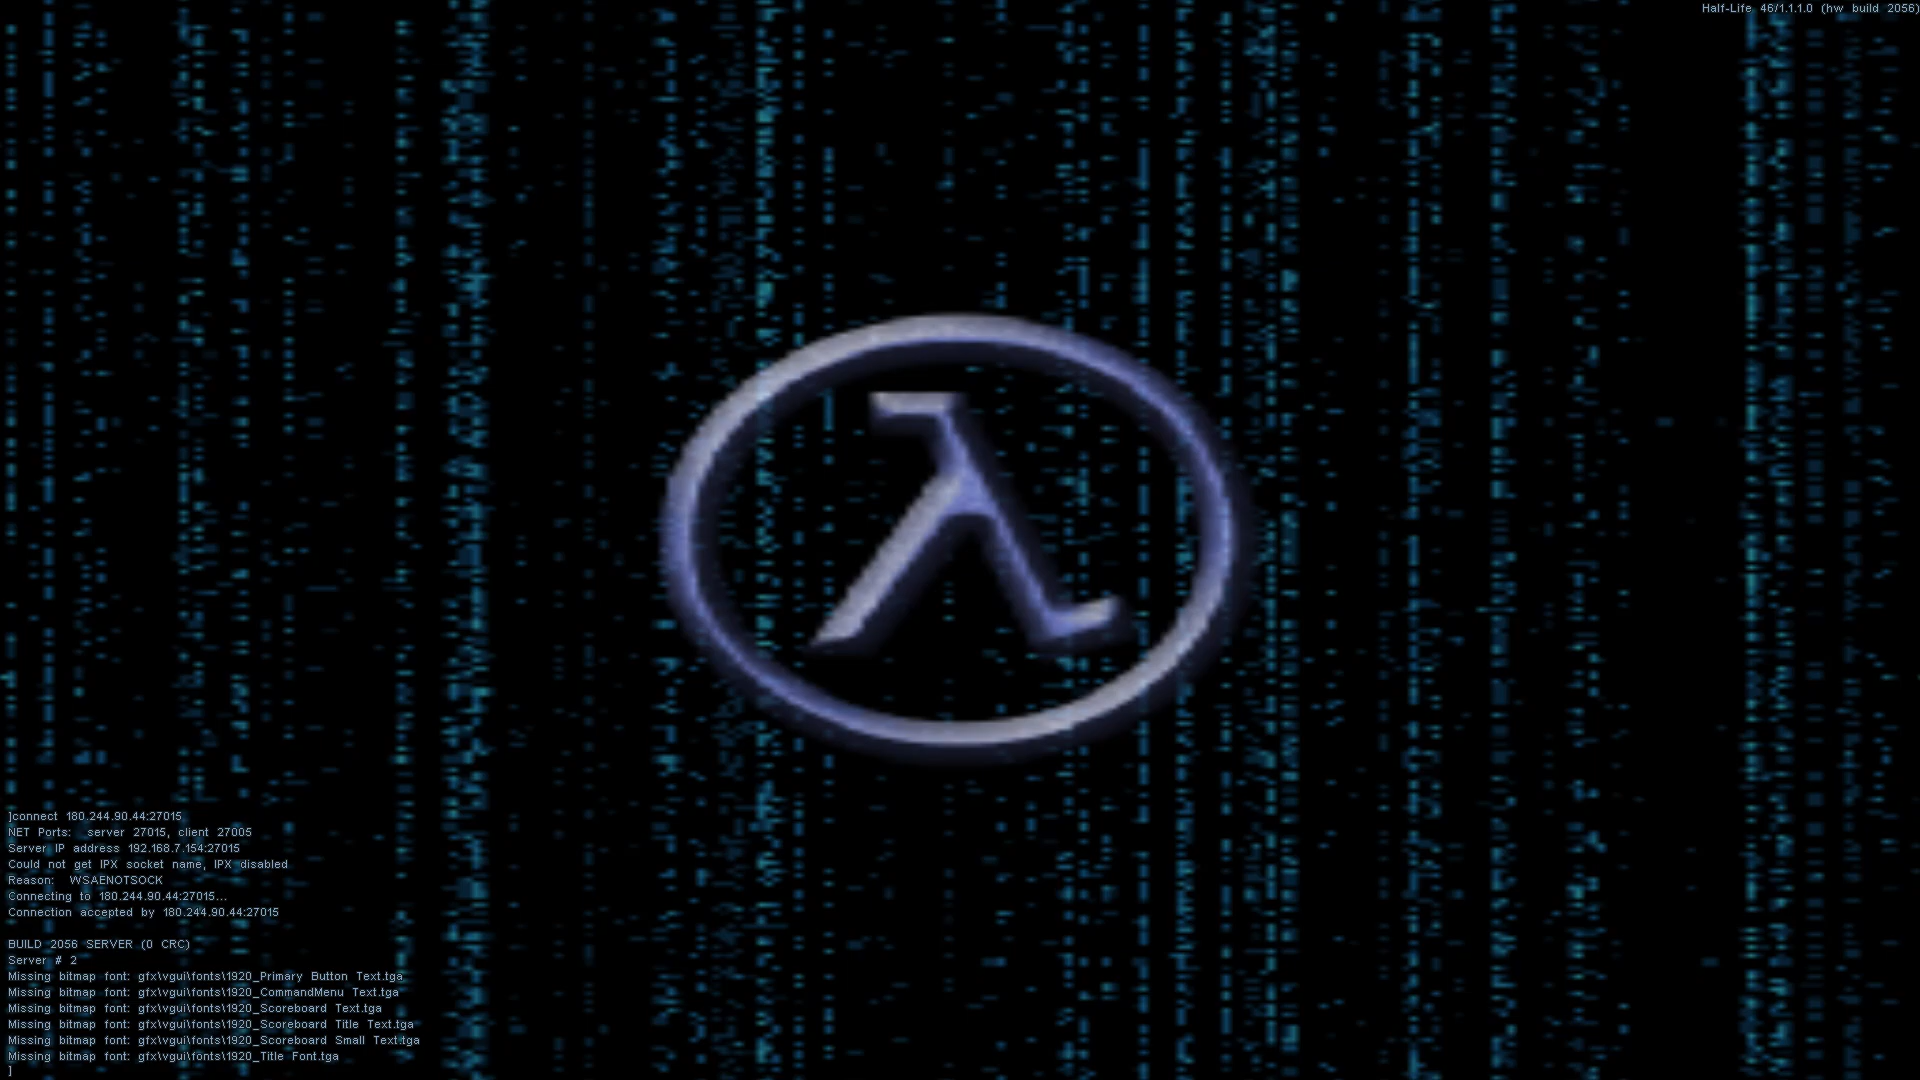 Half-Life 46/1.1.1.0 (hw build 2056)
]connect 180.244.90.44:27015
NET Ports: server 27015, client 27005
Server IP address 192.168.7.154:27015
Could not get IPX socket name, IPX disabled
Reason: WSAENOTSOCK
Connecting to 180.244.90.44:27015...
Connection accepted by 180.244.90.44:27015
BUILD 2056 SERVER (0 CRC)
Server # 2
Missing bitmap font: gfx\vgui\fonts\1920_Primary Button Text.tga
Missing bitmap font: gfx\vgui\fonts\1920_CommandMenu Text.tga
Missing bitmap font: gfx\vgui\fonts\1920_Scoreboard Text.tga
Missing bitmap font: gfx\vgui\fonts\1920_Scoreboard Title Text.tga
Missing bitmap font: gfx\vgui\fonts\1920_Scoreboard Small Text.tga
Missing bitmap font: gfx\vgui\fonts\1920_Title Font.tga
]